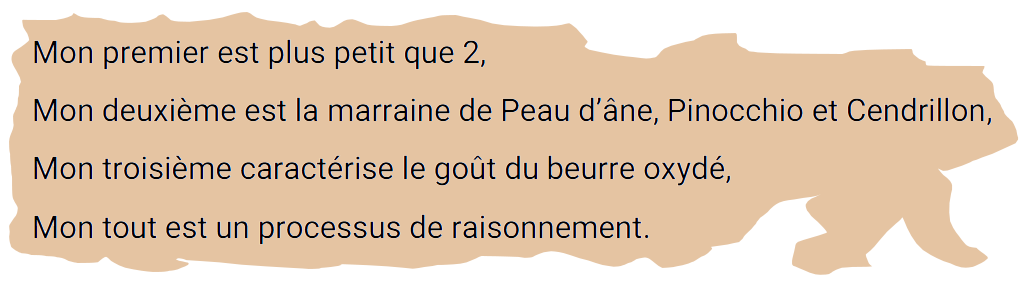 Mon premier est plus petit que 2,
Mon deuxième est la marraine de Peau d’âne, Pinocchio et Cendrillon,
Mon troisième caractérise le goût du beurre oxydé,
Mon tout est un processus de raisonnement.